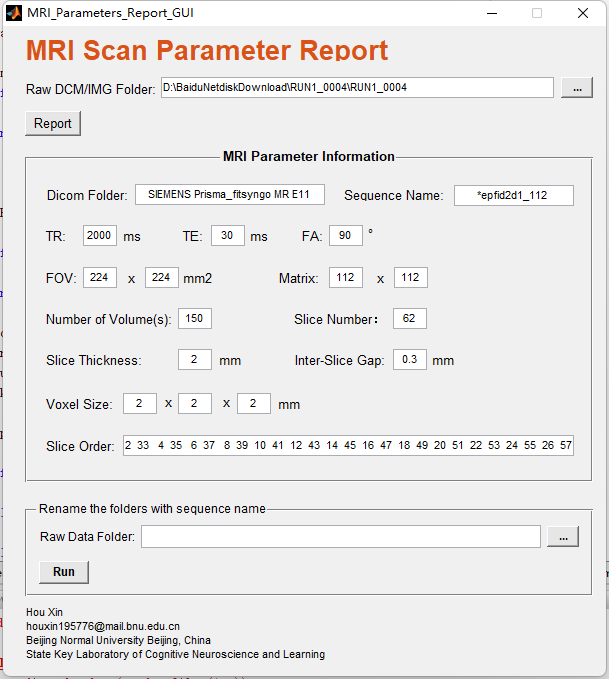 MRI_Parameters_Report_GUI
MRI Scan Parameter Report
Raw DCM/IMG Folder: D:\BaiduNetdiskDownload\RUN1_0004\RUN1_0004 ...
Report
MRI Parameter Information
Dicom Folder: SIEMENS Prisma_fitsyngo MR E11 Sequence Name: *epfid2d1_112
TR: 2000 ms TE: 30 ms FA: 90 °
FOV: 224 x 224 mm2 Matrix: 112 x 112
Number of Volume(s): 150 Slice Number: 62
Slice Thickness: 2 mm Inter-Slice Gap: 0.3 mm
Voxel Size: 2 x 2 x 2 mm
Slice Order: 2 33 4 35 6 37 8 39 10 41 12 43 14 45 16 47 18 49 20 51 22 53 24 55 26 57
Rename the folders with sequence name
Raw Data Folder: ...
Run
Hou Xin
houxin195776@mail.bnu.edu.cn
Beijing Normal University Beijing, China
State Key Laboratory of Cognitive Neuroscience and Learning